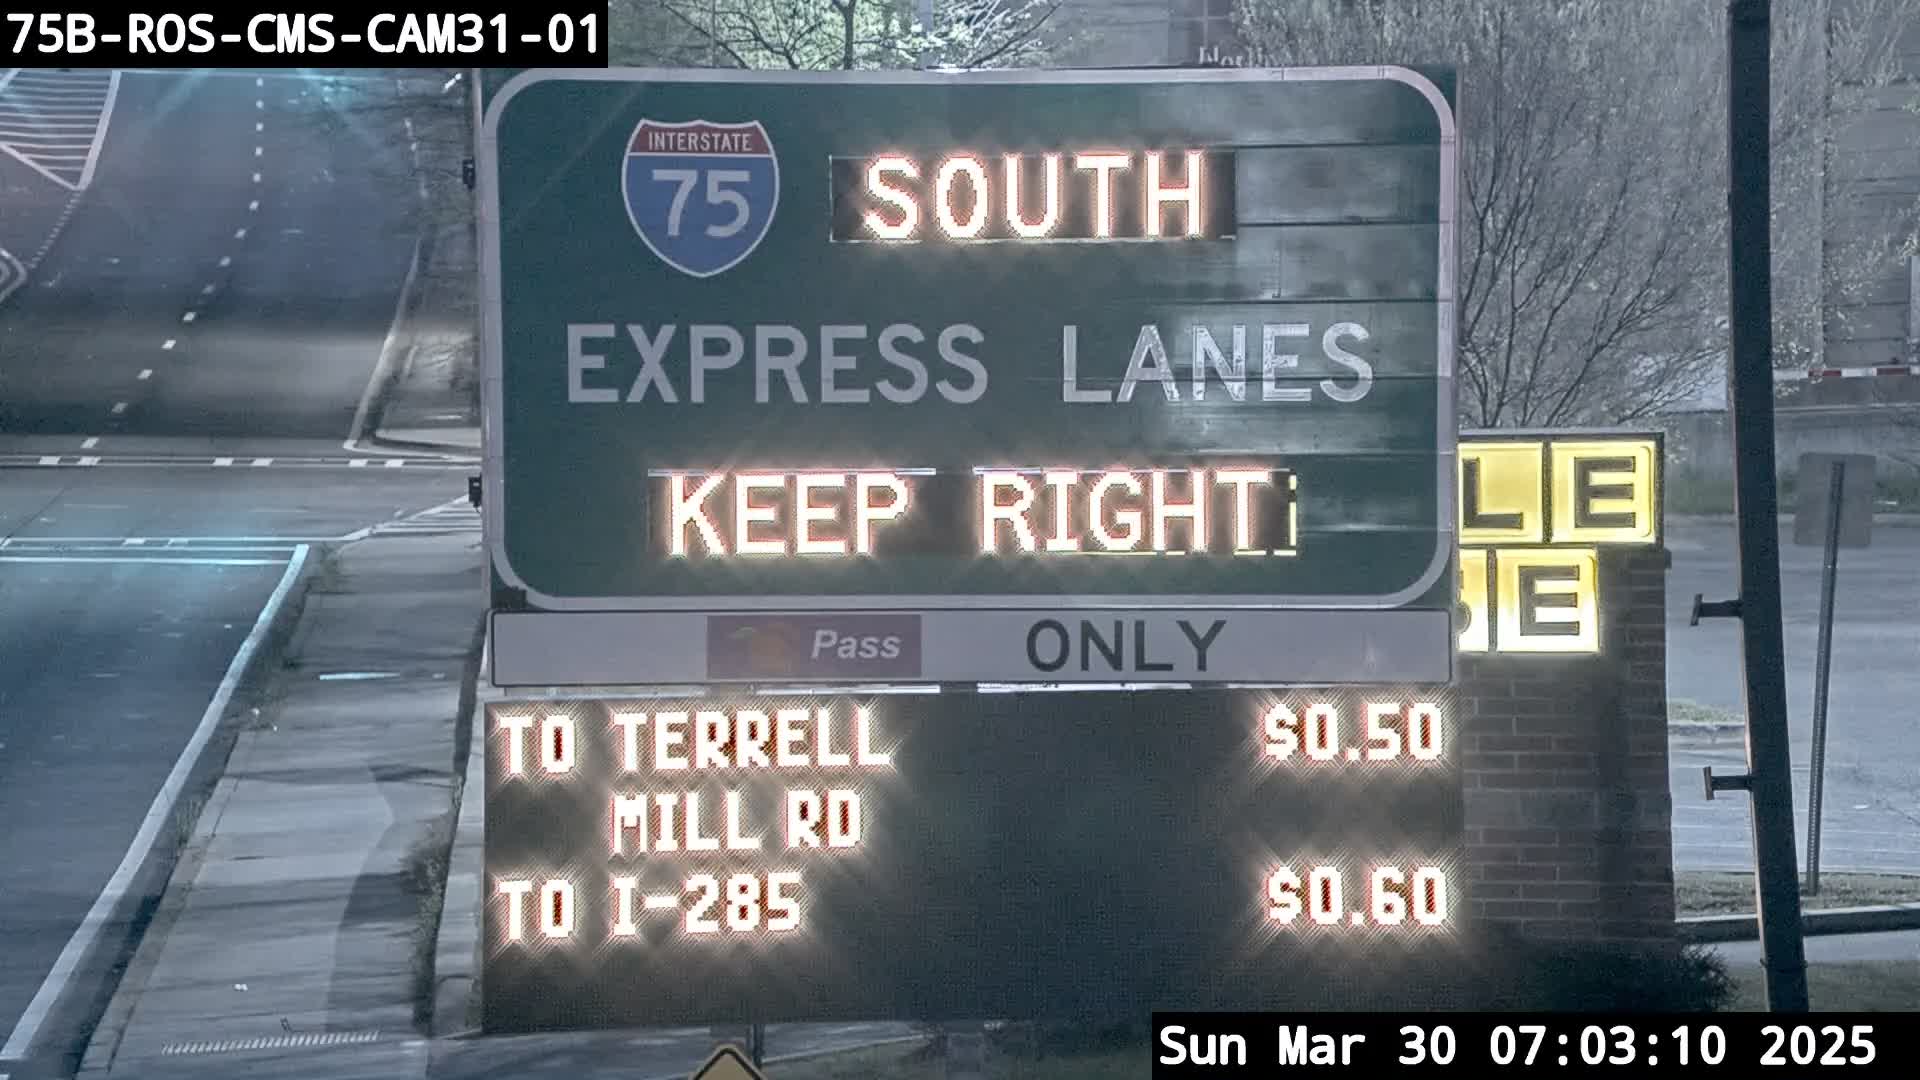 75B-ROS-CMS-CAM31-01
INTERSTATE
75
SOUTH
EXPRESS LANES
KEEP RIGHT
Pass ONLY
TO TERRELL $0.50
MILL RD
TO I-285 $0.60
LE
E
Sun Mar 30 07:03:10 2025